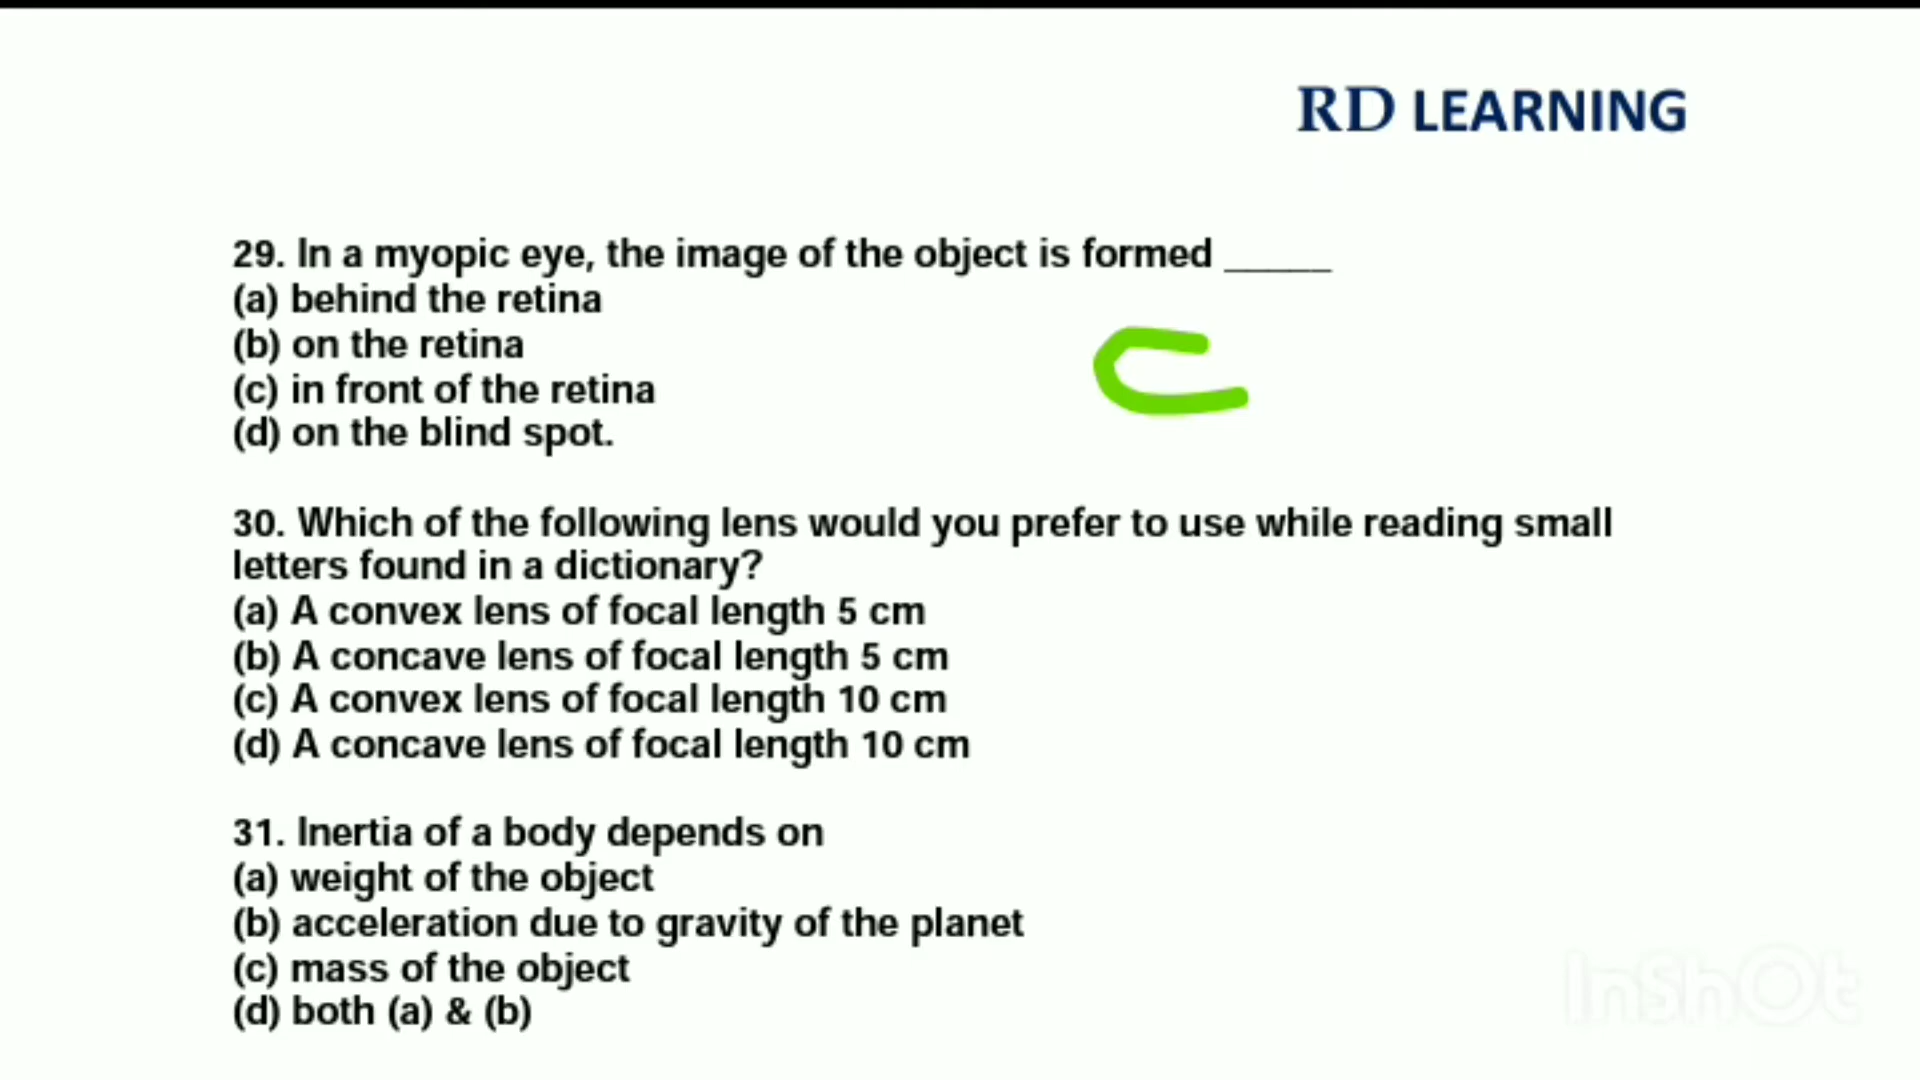 RD LEARNING
29. In a myopic eye, the image of the object is formed _____
(a) behind the retina
(b) on the retina
(c) in front of the retina
(d) on the blind spot.
C
30. Which of the following lens would you prefer to use while reading small
letters found in a dictionary?
(a) A convex lens of focal length 5 cm
(b) A concave lens of focal length 5 cm
(c) A convex lens of focal length 10 cm
(d) A concave lens of focal length 10 cm
31. Inertia of a body depends on
(a) weight of the object
(b) acceleration due to gravity of the planet
(c) mass of the object
(d) both (a) & (b)
InShOt